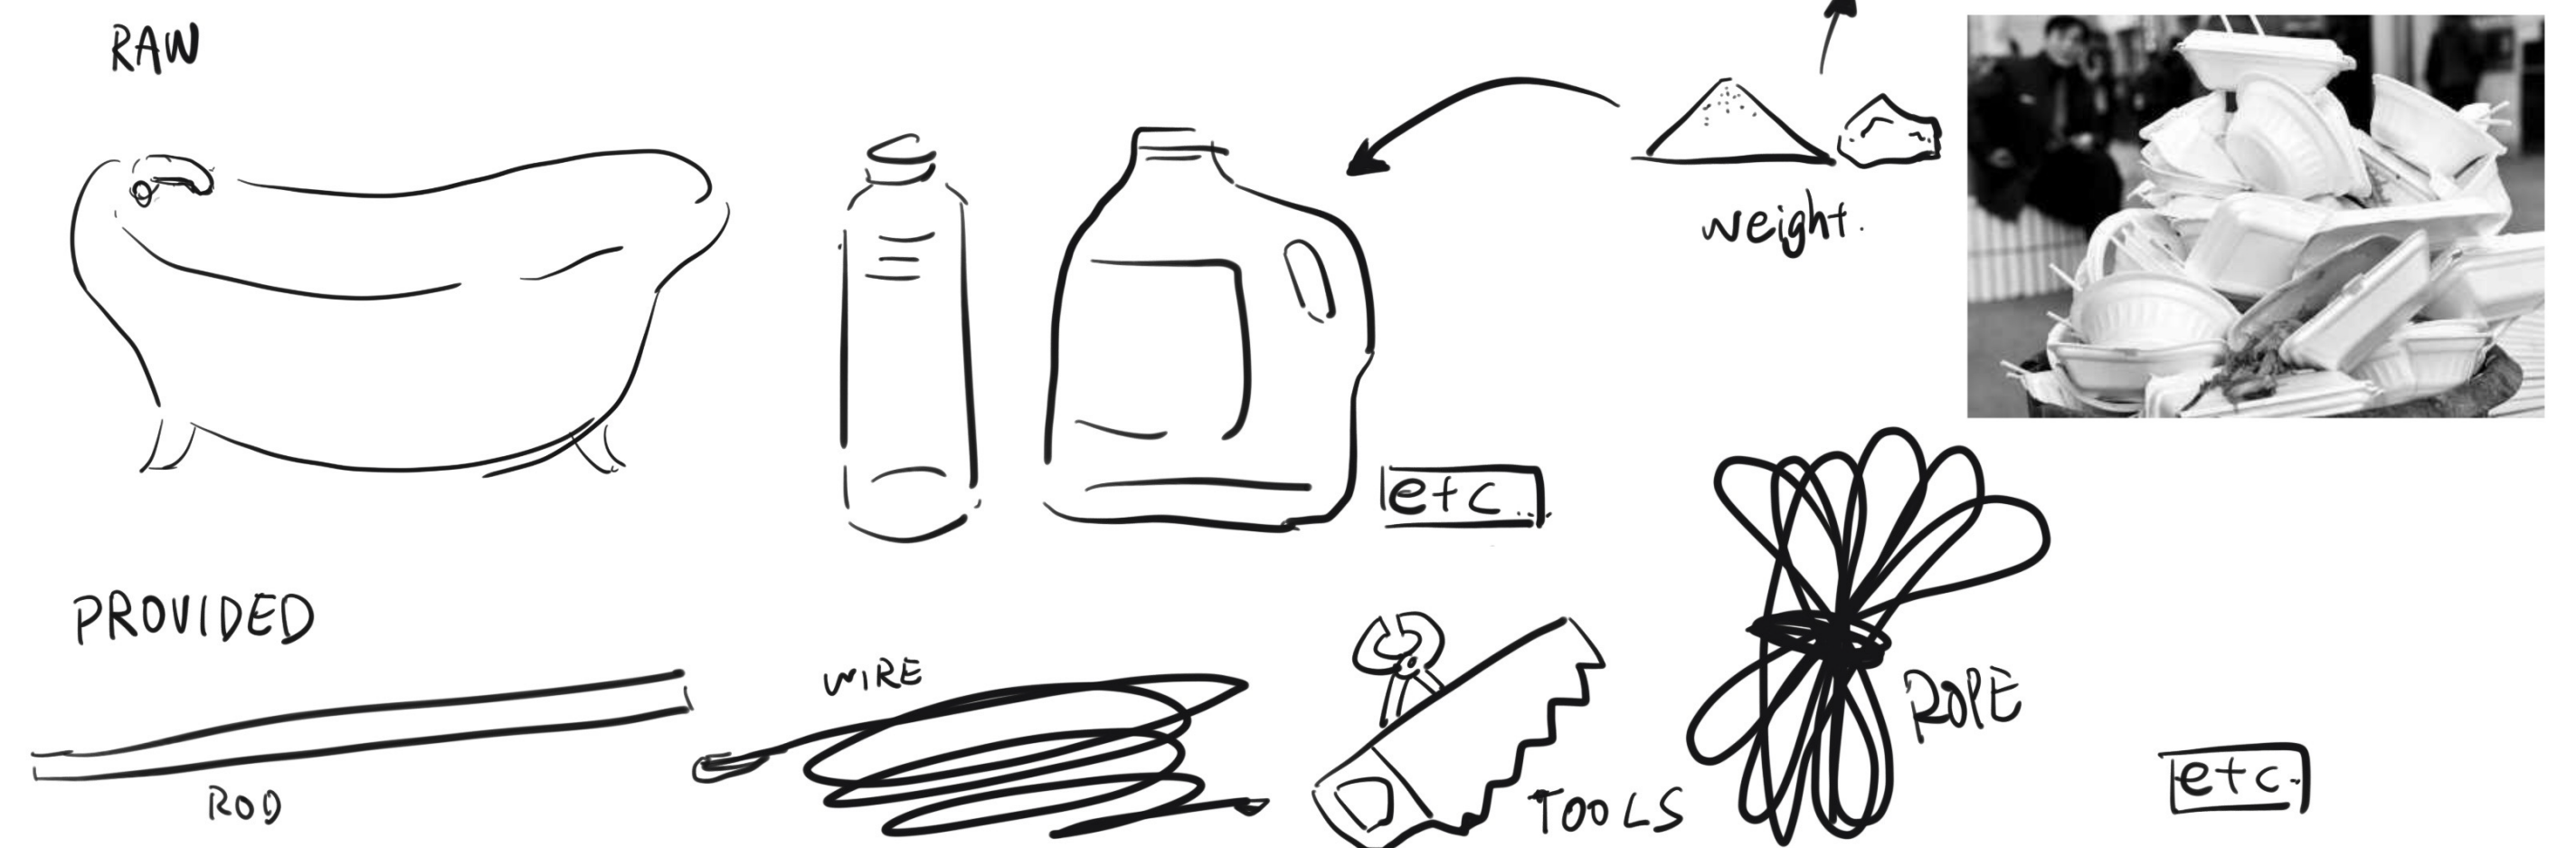 RAW
weight.
etc...
PROVIDED
WIRE
ROD
TOOLS
ROPE
etc.